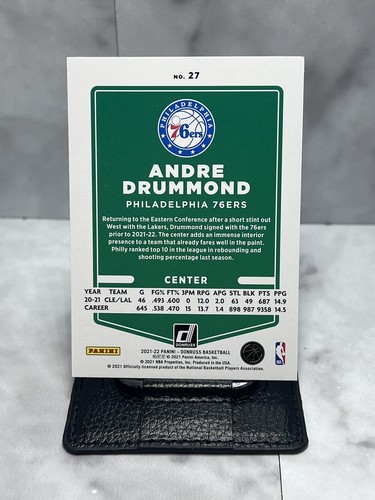 NO. 27
PHILADELPHIA
76ers
ANDRE
DRUMMOND
PHILADELPHIA 76ERS
Returning to the Eastern Conference after a short stint out
West with the Lakers, Drummond signed with the 76ers
prior to 2021-22. The center adds an immense interior
presence to a team that already fares well in the paint.
Philly ranked top 10 in the league in rebounding and
shooting percentage last season.
CENTER
YEAR TEAM G FG% FT% 3PM RPG APG STL BLK PTS PPG
20-21 CLE/LAL 46 .493 .600 0 12.0 2.0 63 49 687 14.9
CAREER 645 .538 .470 15 13.7 1.4 898 987 9358 14.5
DONRUSS
PANINI
2021-22 PANINI - DONRUSS BASKETBALL
© 2021 Panini America, Inc.
© 2021 NBA Properties, Inc. Produced in the USA.
© 2021 Officially licensed product of the National Basketball Players Association.